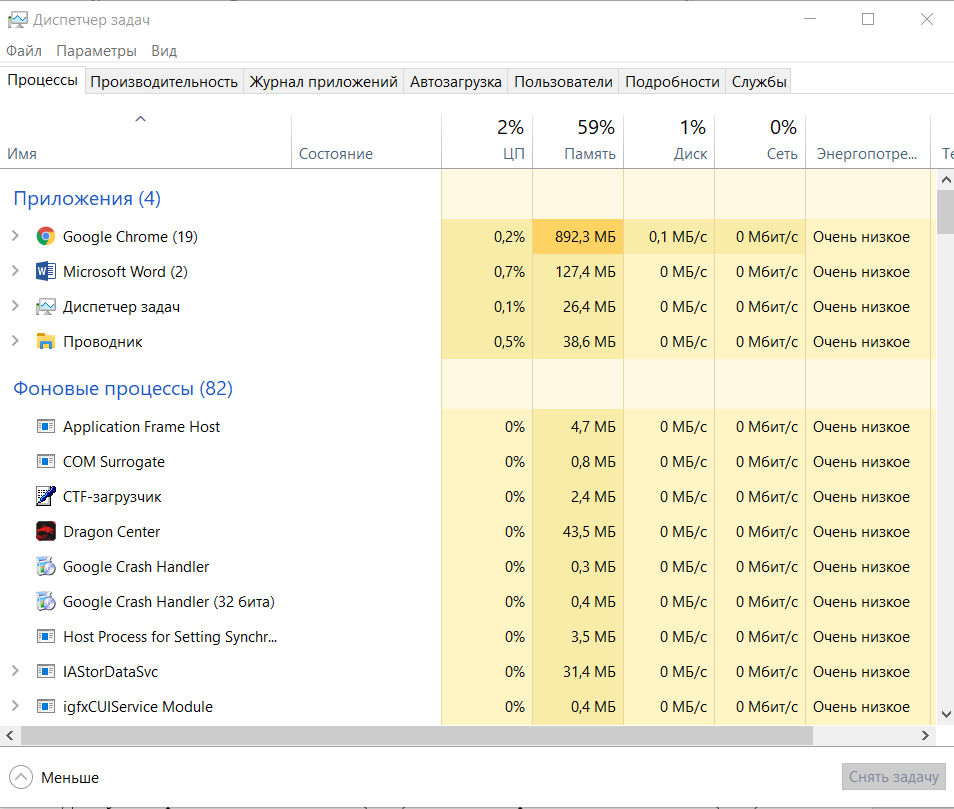 Диспетчер задач
Файл Параметры Вид
Процессы Производительность Журнал приложений Автозагрузка Пользователи Подробности Службы
2% 59% 1% 0%
Имя Состояние ЦП Память Диск Сеть Энергопотре... Те
Приложения (4)
Google Chrome (19) 0,2% 892,3 МБ 0,1 МБ/с 0 Мбит/с Очень низкое
Microsoft Word (2) 0,7% 127,4 МБ 0 МБ/с 0 Мбит/с Очень низкое
Диспетчер задач 0,1% 26,4 МБ 0 МБ/с 0 Мбит/с Очень низкое
Проводник 0,5% 38,6 МБ 0 МБ/с 0 Мбит/с Очень низкое
Фоновые процессы (82)
Application Frame Host 0% 4,7 МБ 0 МБ/с 0 Мбит/с Очень низкое
COM Surrogate 0% 0,8 МБ 0 МБ/с 0 Мбит/с Очень низкое
CTF-загрузчик 0% 2,4 МБ 0 МБ/с 0 Мбит/с Очень низкое
Dragon Center 0% 43,5 МБ 0 МБ/с 0 Мбит/с Очень низкое
Google Crash Handler 0% 0,3 МБ 0 МБ/с 0 Мбит/с Очень низкое
Google Crash Handler (32 бита) 0% 0,4 МБ 0 МБ/с 0 Мбит/с Очень низкое
Host Process for Setting Synchr... 0% 3,5 МБ 0 МБ/с 0 Мбит/с Очень низкое
IAStorDataSvc 0% 31,4 МБ 0 МБ/с 0 Мбит/с Очень низкое
igfxCUIService Module 0% 0,4 МБ 0 МБ/с 0 Мбит/с Очень низкое
Меньше Снять задачу